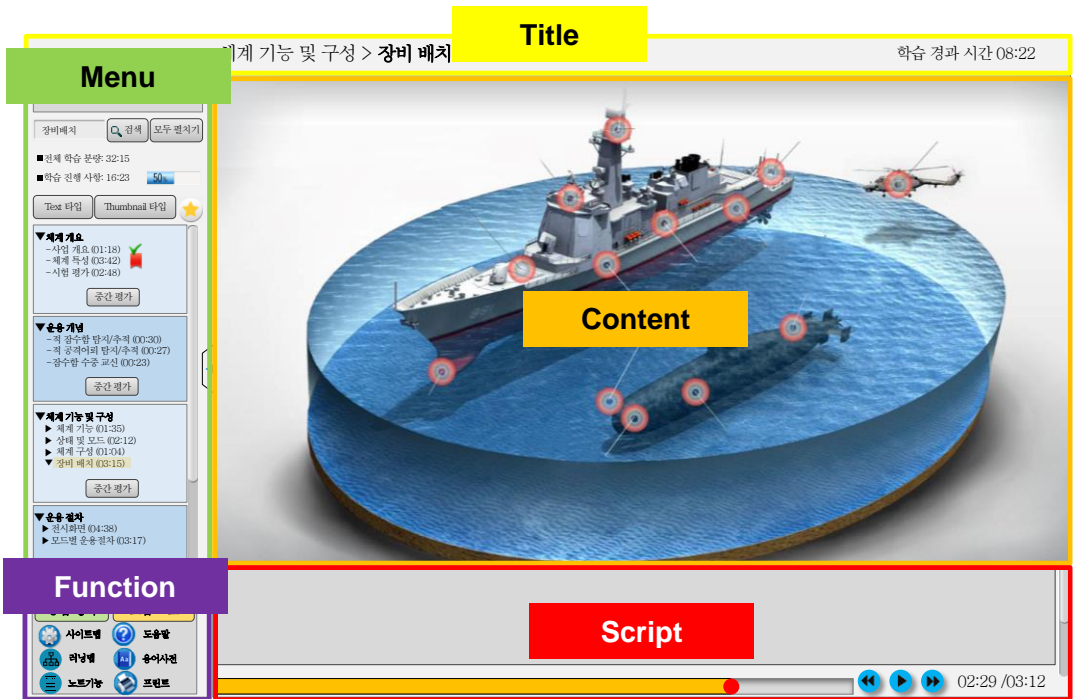 Title
체계 기능 및 구성 > 장비 배치
학습 경과 시간 08:22
Menu
장비배치
검색
모두 펼치기
■전체 학습 분량: 32:15
■학습 진행 사항: 16:23 50%
Text 타입
Thumbnail 타입
▼체계 개요
-사업 개요 (01:18)
-체계 특성 (03:42)
-시험 평가 (02:48)
중간 평가
▼운용 개념
-적 잠수함 탐지/추적 (00:30)
-적 공격어뢰 탐지/추적 (00:27)
-잠수함 수중 교신 (00:23)
중간 평가
▼체계 기능 및 구성
▶ 체계 기능 (01:35)
▶ 상태 및 모드 (02:12)
▶ 체계 구성 (01:04)
▼ 장비 배치 (03:15)
중간 평가
▼운용 절차
▶ 전시화면 (04:38)
▶ 모드별 운용 절차 (03:17)
Content
Function
사이트맵
도움말
러닝맵
용어사전
노트기능
프린트
Script
02:29 /03:12